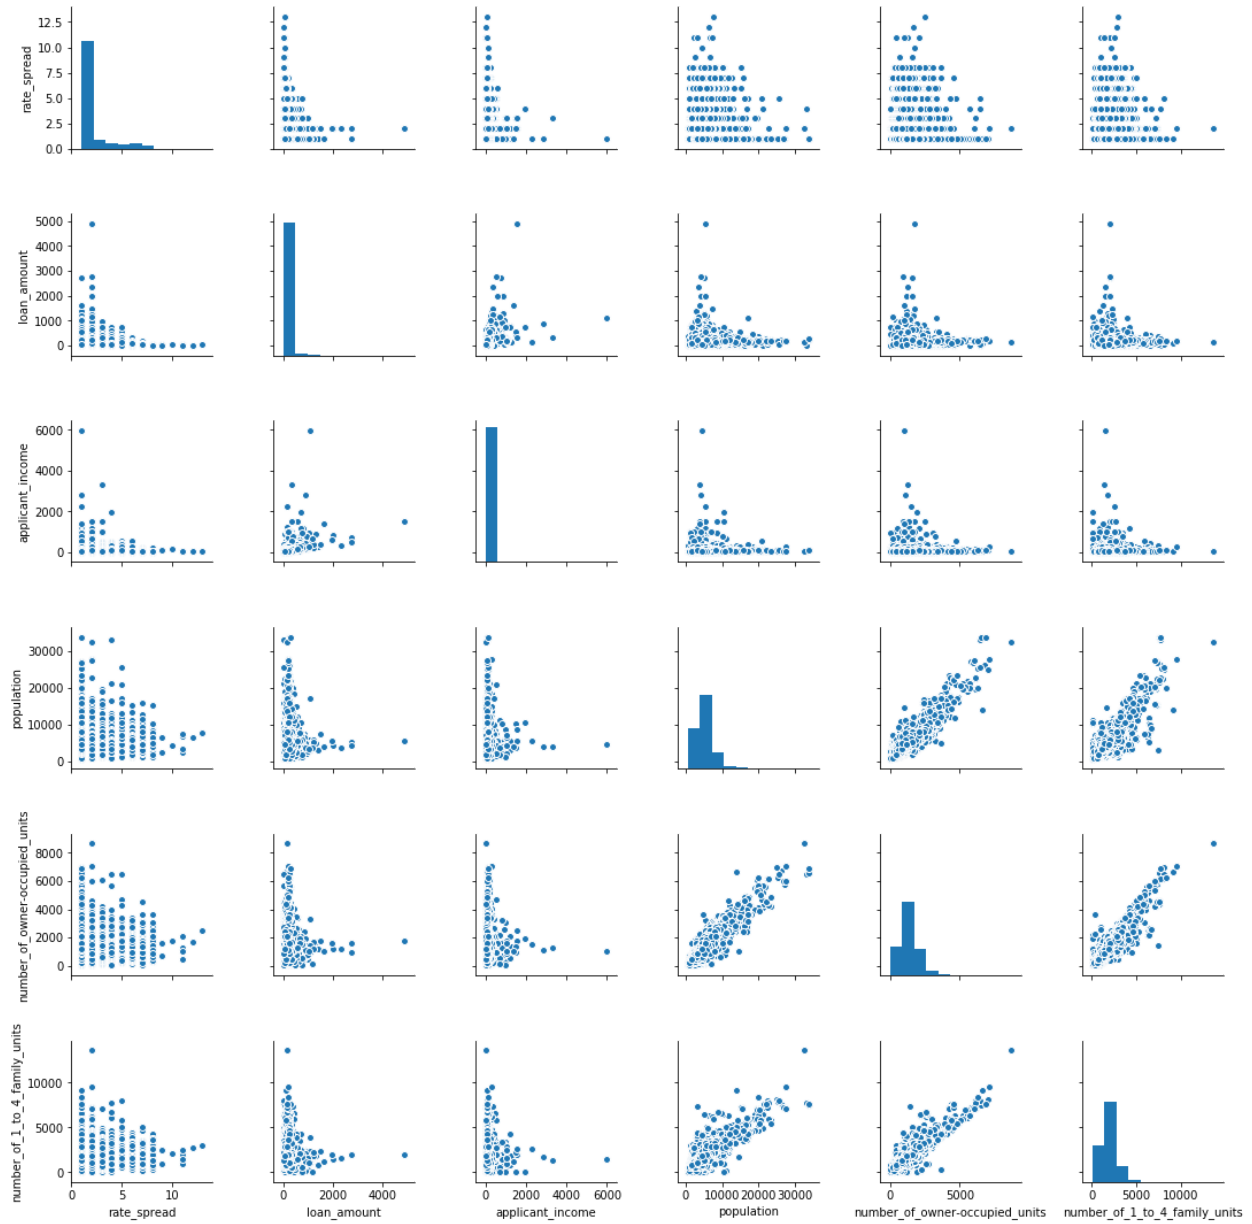 12.5
10.0
7.5
5.0
2.5
0.0
rate_spread
5000
4000
3000
2000
1000
0
loan_amount
6000
4000
2000
0
applicant_income
30000
20000
10000
0
population
8000
6000
4000
2000
0
number_of_owner-occupied_units
10000
5000
0
number_of_1_to_4_family_units
0 5 10
0 2000 4000
0 2000 4000 6000
0 10000 20000 30000
0 5000
0 5000 10000
rate_spread loan_amount applicant_income population number_of_owner-occupied_units number_of_1_to_4_family_units